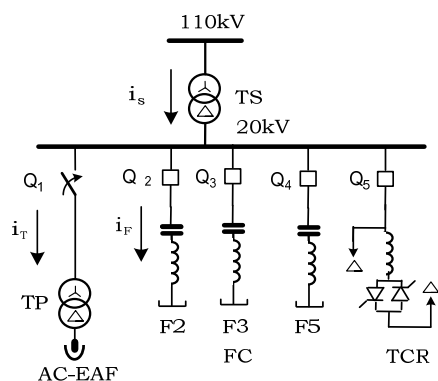 110kV
i_s
TS
20kV
Q_1
Q_2
Q_3
Q_4
Q_5
i_T
i_F
TP
F2
F3
F5
AC-EAF
FC
TCR